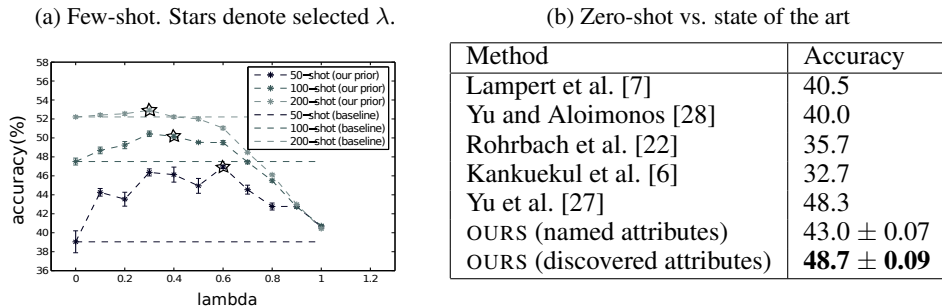 (a) Few-shot. Stars denote selected λ.
58
56
54
52
50
48
46
44
42
40
38
36
accuracy(%)
0
0.2
0.4
0.6
0.8
1
1.2
lambda
50−shot (our prior)
100−shot (our prior)
200−shot (our prior)
50−shot (baseline)
100−shot (baseline)
200−shot (baseline)
(b) Zero-shot vs. state of the art
Method Accuracy
Lampert et al. [7] 40.5
Yu and Aloimonos [28] 40.0
Rohrbach et al. [22] 35.7
Kankuekul et al. [6] 32.7
Yu et al. [27] 48.3
OURS (named attributes) 43.0 ± 0.07
OURS (discovered attributes) 48.7 ± 0.09